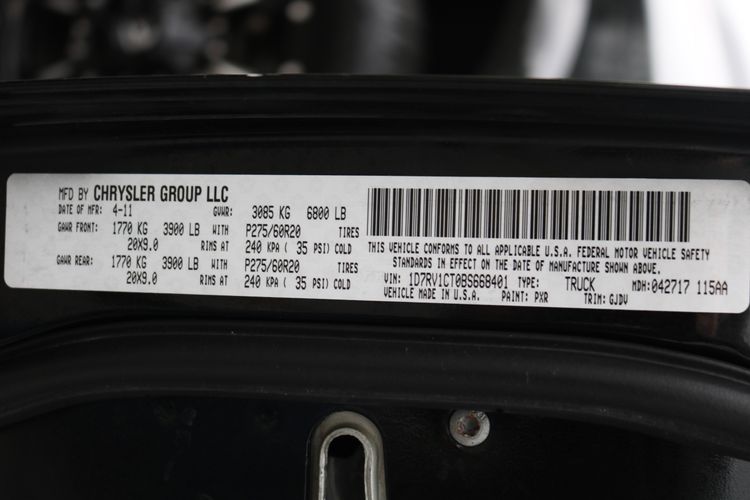 MFD BY CHRYSLER GROUP LLC
DATE OF MFR: 4-11 GVWR: 3085 KG 6800 LB
GAWR FRONT: 1770 KG 3900 LB WITH P275/60R20 TIRES
20X9.0 RIMS AT 240 KPA ( 35 PSI) COLD
GAWR REAR: 1770 KG 3900 LB WITH P275/60R20 TIRES
20X9.0 RIMS AT 240 KPA ( 35 PSI) COLD
THIS VEHICLE CONFORMS TO ALL APPLICABLE U.S.A. FEDERAL MOTOR VEHICLE SAFETY
STANDARDS IN EFFECT ON THE DATE OF MANUFACTURE SHOWN ABOVE.
VIN: 1D7RV1CT0BS668401 TYPE: TRUCK MDH: 042717 115AA
VEHICLE MADE IN U.S.A. PAINT: PXR TRIM: GJDV